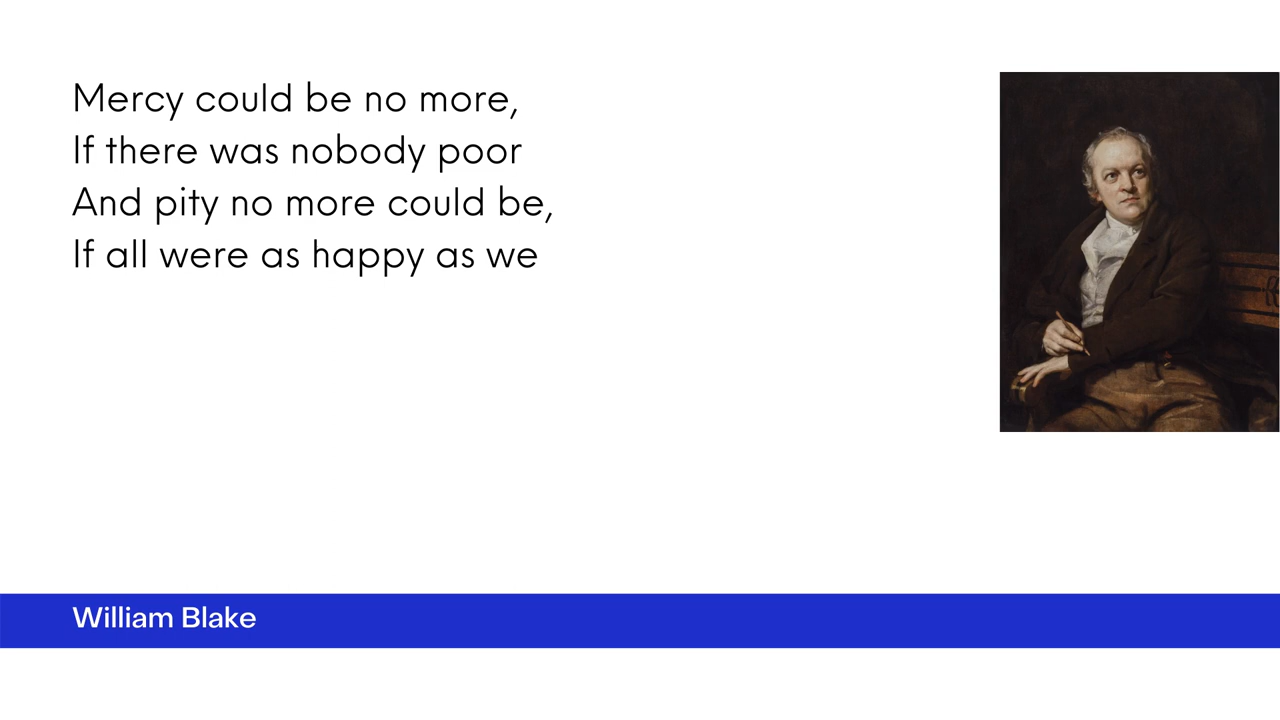 Mercy could be no more,
If there was nobody poor
And pity no more could be,
If all were as happy as we
William Blake